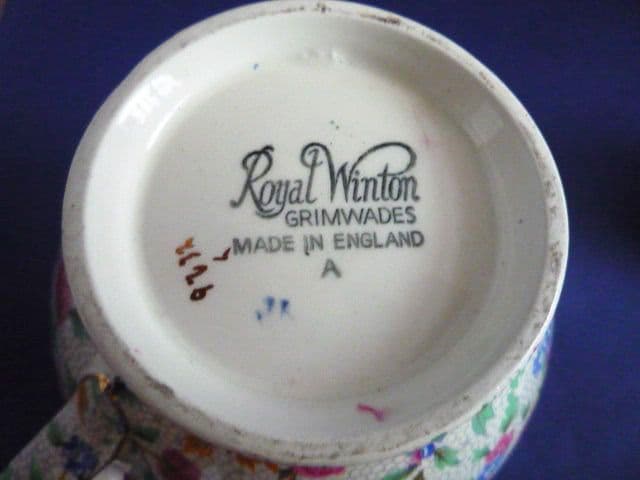 Royal Winton
GRIMWADES
MADE IN ENGLAND
A